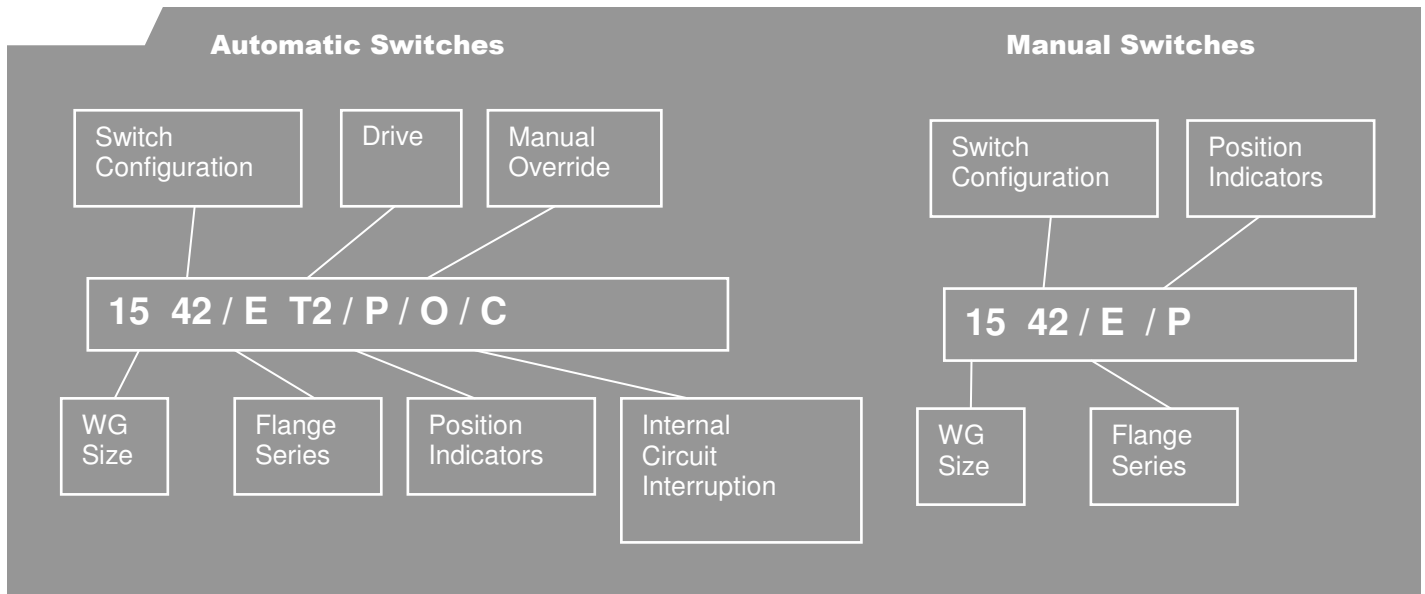 Automatic Switches
Switch
Configuration
Drive
Manual
Override
15 42 / E T2 / P / O / C
WG
Size
Flange
Series
Position
Indicators
Internal
Circuit
Interruption
Manual Switches
Switch
Configuration
Position
Indicators
15 42 / E / P
WG
Size
Flange
Series